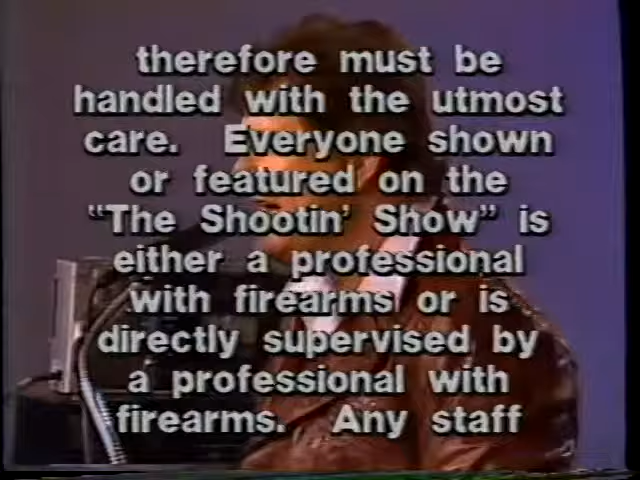 therefore must be
handled with the utmost
care. Everyone shown
or featured on the
"The Shootin' Show" is
either a professional
with firearms or is
directly supervised by
a professional with
firearms. Any staff